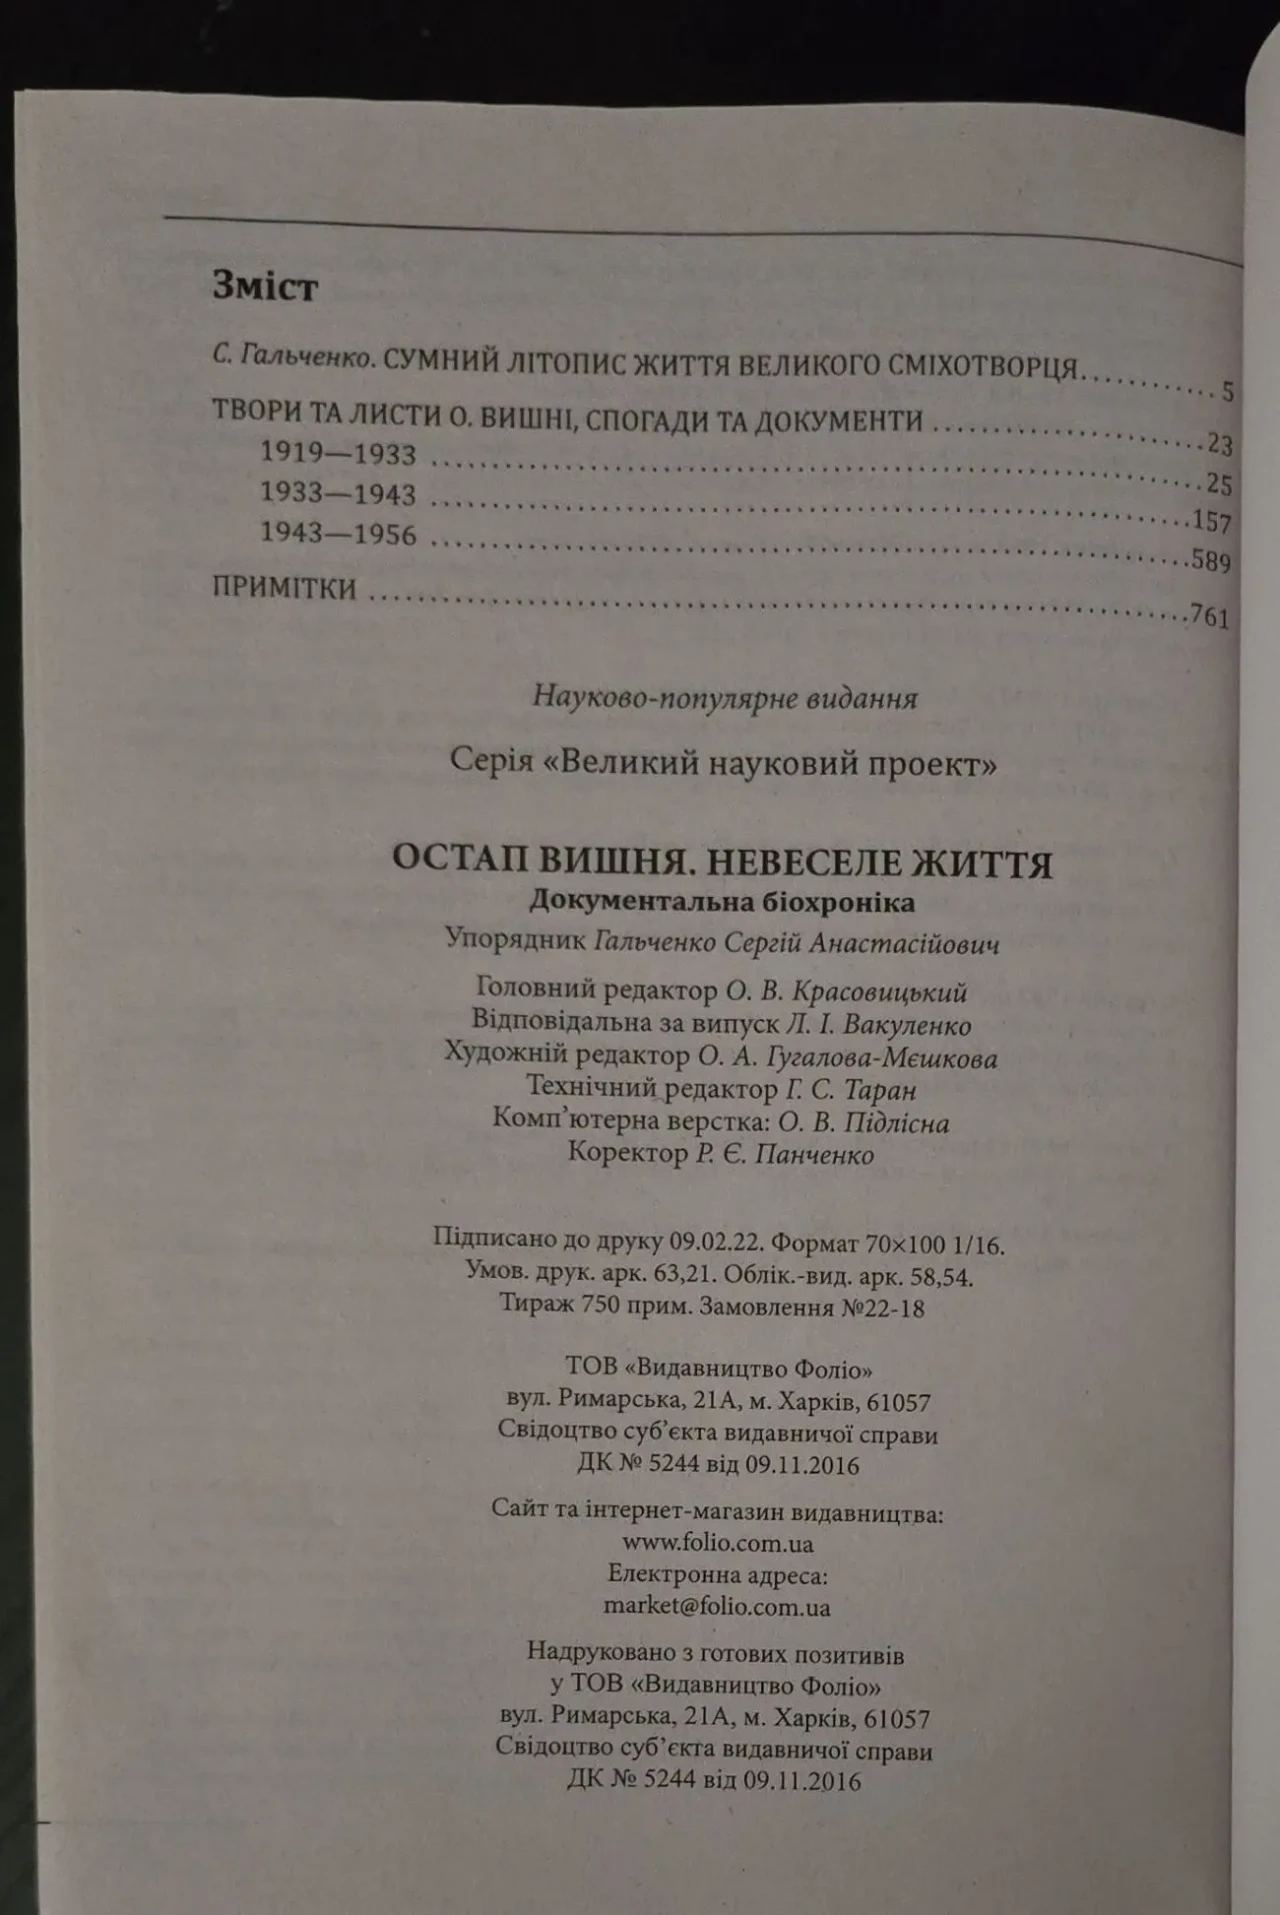 Зміст
С. Гальченко. СУМНИЙ ЛІТОПИС ЖИТТЯ ВЕЛИКОГО СМІХОТВОРЦЯ............5
ТВОРИ ТА ЛИСТИ О. ВИШНІ, СПОГАДИ ТА ДОКУМЕНТИ ........................23
1919—1933 ........................................................................25
1933—1943 ........................................................................157
1943—1956 ........................................................................589
ПРИМІТКИ ........................................................................761
Науково-популярне видання
Серія «Великий науковий проект»
ОСТАП ВИШНЯ. НЕВЕСЕЛЕ ЖИТТЯ
Документальна біохроніка
Упорядник Гальченко Сергій Анастасійович
Головний редактор О. В. Красовицький
Відповідальна за випуск Л. І. Вакуленко
Художній редактор О. А. Гугалова-Мєшкова
Технічний редактор Г. С. Таран
Комп’ютерна верстка: О. В. Підлісна
Коректор Р. Є. Панченко
Підписано до друку 09.02.22. Формат 70×100 1/16.
Умов. друк. арк. 63,21. Облік.-вид. арк. 58,54.
Тираж 750 прим. Замовлення №22-18
ТОВ «Видавництво Фоліо»
вул. Римарська, 21А, м. Харків, 61057
Свідоцтво суб’єкта видавничої справи
ДК № 5244 від 09.11.2016
Сайт та інтернет-магазин видавництва:
www.folio.com.ua
Електронна адреса:
market@folio.com.ua
Надруковано з готових позитивів
у ТОВ «Видавництво Фоліо»
вул. Римарська, 21А, м. Харків, 61057
Свідоцтво суб’єкта видавничої справи
ДК № 5244 від 09.11.2016